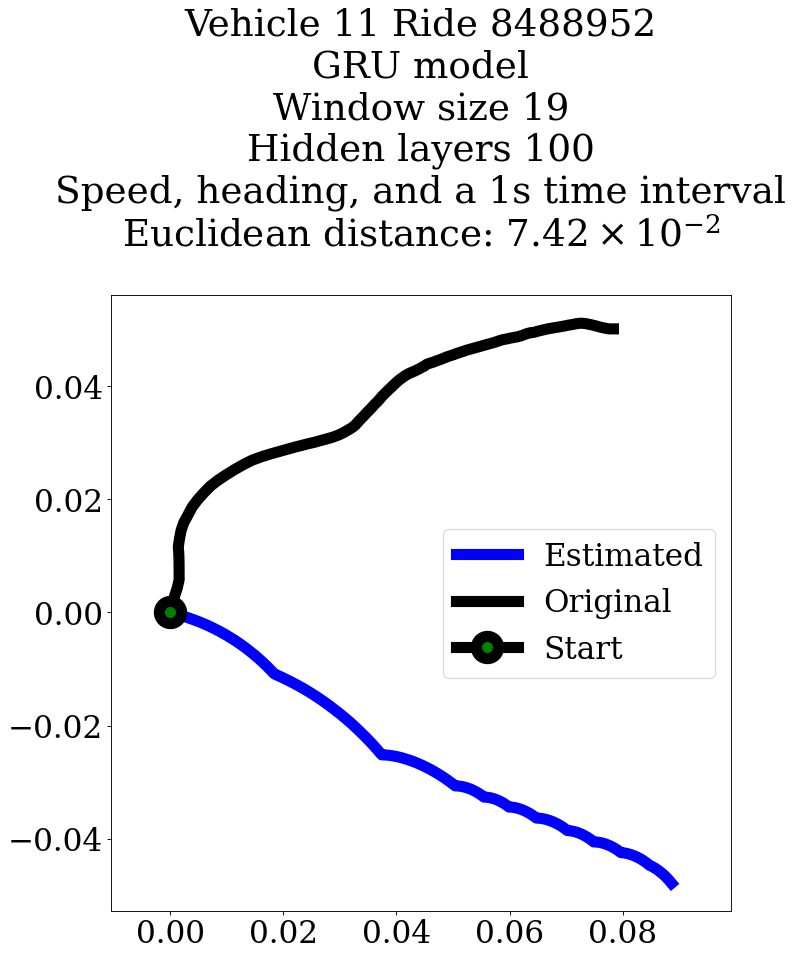 Vehicle 11 Ride 8488952
GRU model
Window size 19
Hidden layers 100
Speed, heading, and a 1s time interval
Euclidean distance: 7.42 × 10⁻²
0.04
0.02
0.00
−0.02
−0.04
Estimated
Original
Start
0.00 0.02 0.04 0.06 0.08